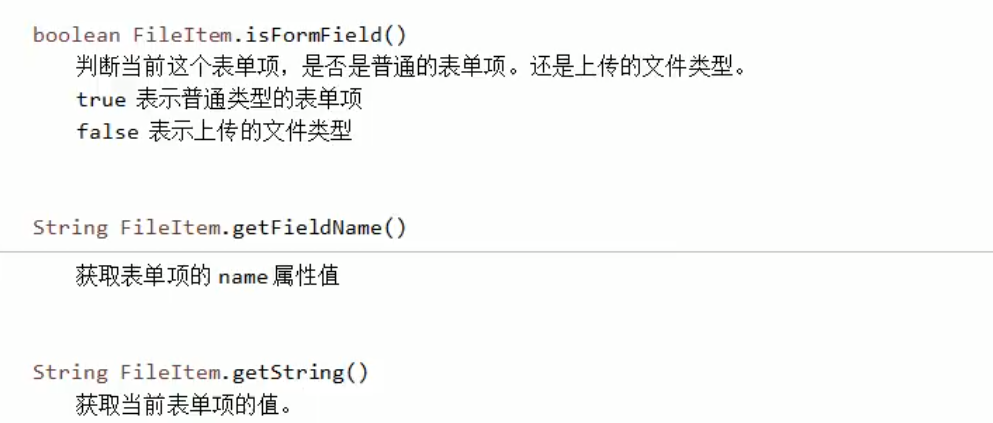 boolean FileItem.isFormField()
判断当前这个表单项，是否是普通的表单项。还是上传的文件类型。
true 表示普通类型的表单项
false 表示上传的文件类型
String FileItem.getFieldName()
获取表单项的 name 属性值
String FileItem.getString()
获取当前表单项的值。